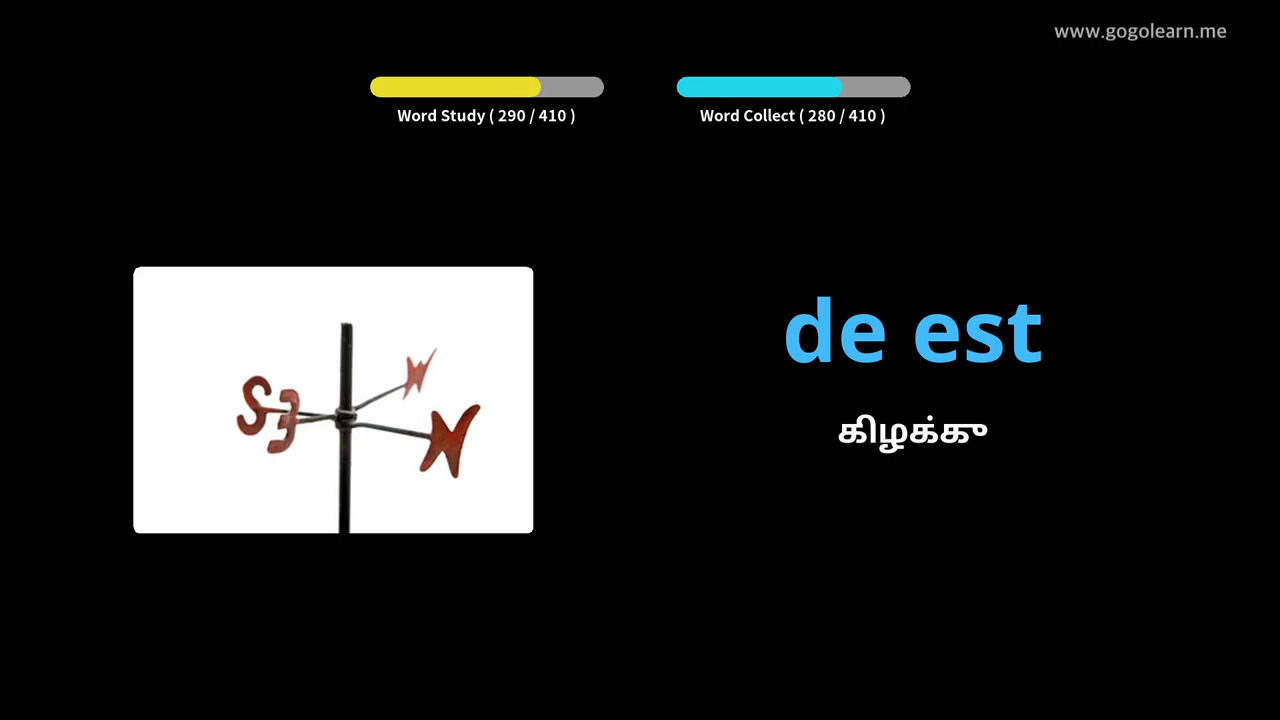 www.gogolearn.me
Word Study ( 290 / 410 )
Word Collect ( 280 / 410 )
de est
கிழக்கு
S E N W